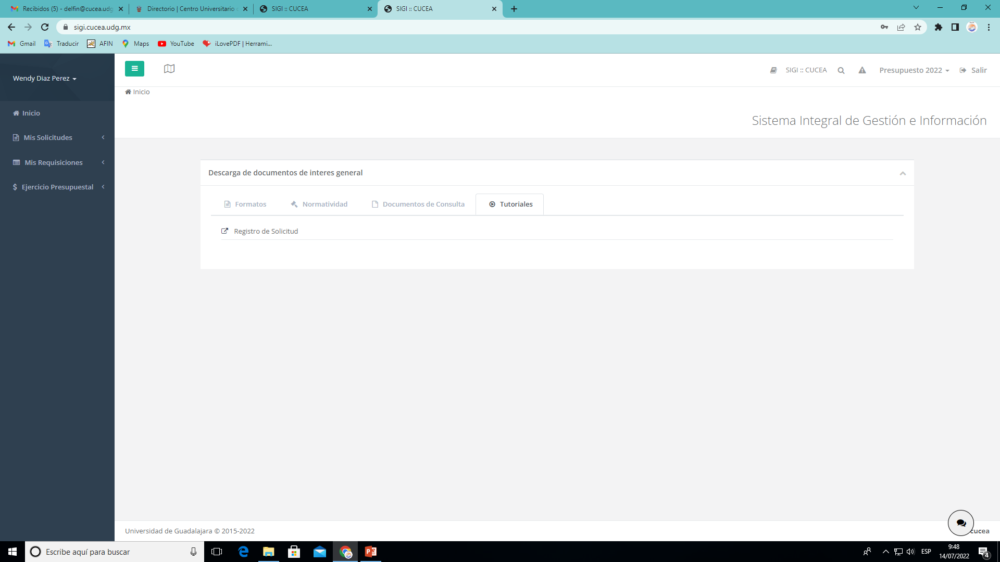 Recibidos (5) - delfin@cucea.udg
Directorio | Centro Universitario
SIGI :: CUCEA
SIGI :: CUCEA
sigi.cucea.udg.mx
Gmail
Traducir
AFIN
Maps
YouTube
iLovePDF | Herrami...
Wendy Diaz Perez
SIGI :: CUCEA
Presupuesto 2022
Salir
Inicio
Sistema Integral de Gestión e Información
Inicio
Mis Solicitudes
Mis Requisiciones
$ Ejercicio Presupuestal
Descarga de documentos de interes general
Formatos
Normatividad
Documentos de Consulta
Tutoriales
Registro de Solicitud
Universidad de Guadalajara © 2015-2022
cucea
Escribe aquí para buscar
ESP
9:48
14/07/2022
4